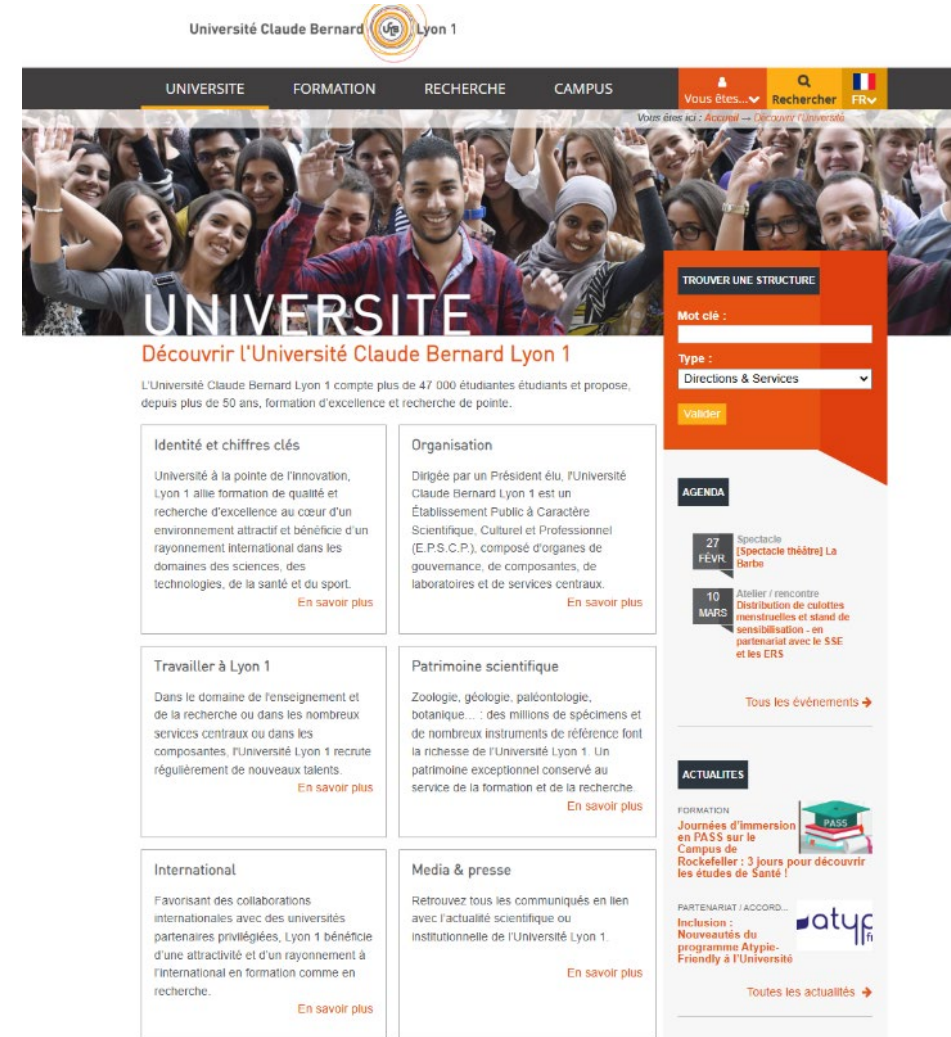 Université Claude Bernard Lyon 1
UNIVERSITE FORMATION RECHERCHE CAMPUS
Vous êtes... Rechercher FR
Vous êtes ici : Accueil → Découvrir l'Université
UNIVERSITE
Découvrir l'Université Claude Bernard Lyon 1
L'Université Claude Bernard Lyon 1 compte plus de 47 000 étudiantes étudiants et propose,
depuis plus de 50 ans, formation d'excellence et recherche de pointe.
Identité et chiffres clés
Université à la pointe de l'innovation,
Lyon 1 allie formation de qualité et
recherche d'excellence au cœur d'un
environnement attractif et bénéficie d'un
rayonnement international dans les
domaines des sciences, des
technologies, de la santé et du sport.
En savoir plus
Organisation
Dirigée par un Président élu, l'Université
Claude Bernard Lyon 1 est un
Établissement Public à Caractère
Scientifique, Culturel et Professionnel
(E.P.S.C.P.), composé d'organes de
gouvernance, de composantes, de
laboratoires et de services centraux.
En savoir plus
Travailler à Lyon 1
Dans le domaine de l'enseignement et
de la recherche ou dans les nombreux
services centraux ou dans les
composantes, l'Université Lyon 1 recrute
régulièrement de nouveaux talents.
En savoir plus
Patrimoine scientifique
Zoologie, géologie, paléontologie,
botanique... : des millions de spécimens et
de nombreux instruments de référence font
la richesse de l'Université Lyon 1. Un
patrimoine exceptionnel conservé au
service de la formation et de la recherche.
En savoir plus
International
Favorisant des collaborations
internationales avec des universités
partenaires privilégiées, Lyon 1 bénéficie
d'une attractivité et d'un rayonnement à
l'international en formation comme en
recherche.
En savoir plus
Media & presse
Retrouvez tous les communiqués en lien
avec l'actualité scientifique ou
institutionnelle de l'Université Lyon 1.
En savoir plus
TROUVER UNE STRUCTURE
Mot clé :
Type :
Directions & Services
Valider
AGENDA
27
FÉVR.
Spectacle
[Spectacle théâtre] La
Barbe
10
MARS
Atelier / rencontre
Distribution de culottes
menstruelles et stand de
sensibilisation - en
partenariat avec le SSE
et les ERS
Tous les événements
ACTUALITES
FORMATION
Journées d'immersion
en PASS sur le
Campus de
Rockefeller : 3 jours pour découvrir
les études de Santé !
PASS
PARTENARIAT / ACCORD...
Inclusion :
Nouveautés du
programme Atypie-
Friendly à l'Université
atyp
fr
Toutes les actualités